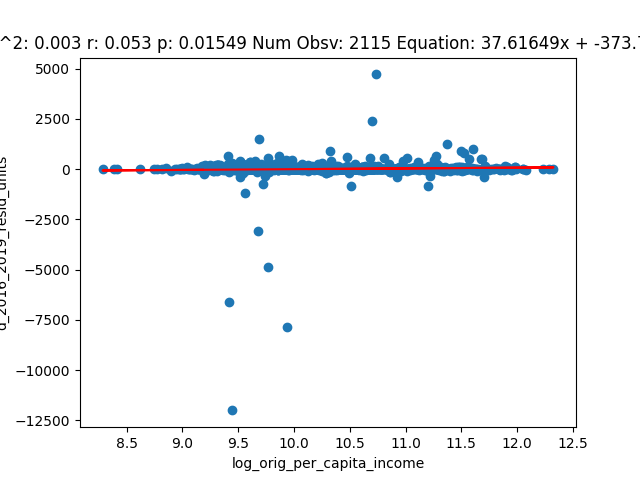 ^2: 0.003 r: 0.053 p: 0.01549 Num Obsv: 2115 Equation: 37.61649x + -373.
5000
2500
0
−2500
−5000
−7500
−10000
−12500
d_2016_2019_resid_units
8.5 9.0 9.5 10.0 10.5 11.0 11.5 12.0 12.5
log_orig_per_capita_income